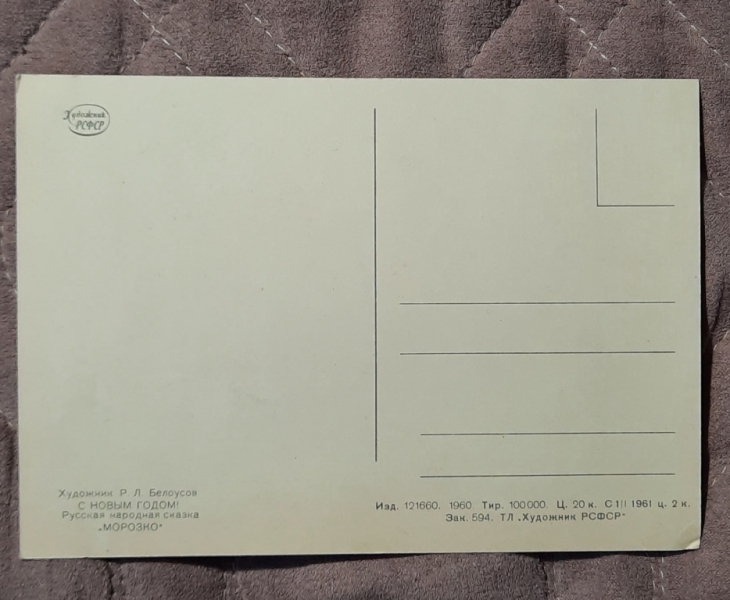 Художник
РСФСР
Художник Р. Л. Белоусов
С НОВЫМ ГОДОМ!
Русская народная сказка
„МОРОЗКО"
Изд. 121660. 1960 Тир. 100000. Ц. 20 к. С 1/I 1961 ц. 2 к.
Зак. 594. ТЛ „Художник РСФСР"